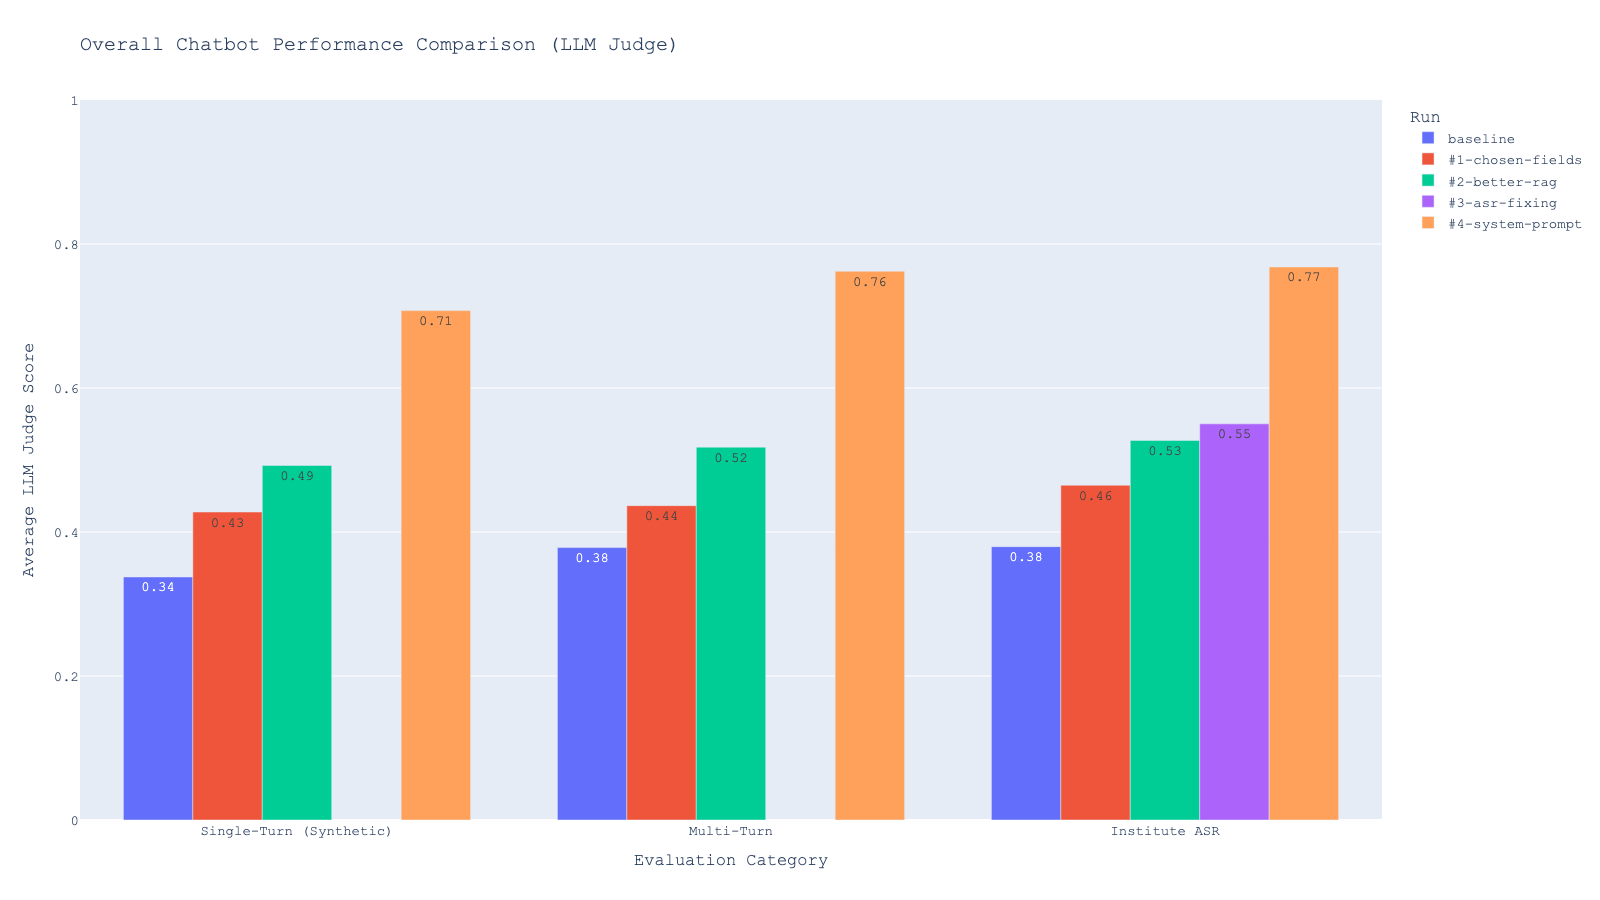 Overall Chatbot Performance Comparison (LLM Judge)
Run
baseline
#1-chosen-fields
#2-better-rag
#3-asr-fixing
#4-system-prompt
Average LLM Judge Score
1
0.8
0.6
0.4
0.2
0
0.34
0.43
0.49
0.71
0.38
0.44
0.52
0.76
0.38
0.46
0.53
0.55
0.77
Single-Turn (Synthetic)
Multi-Turn
Institute ASR
Evaluation Category